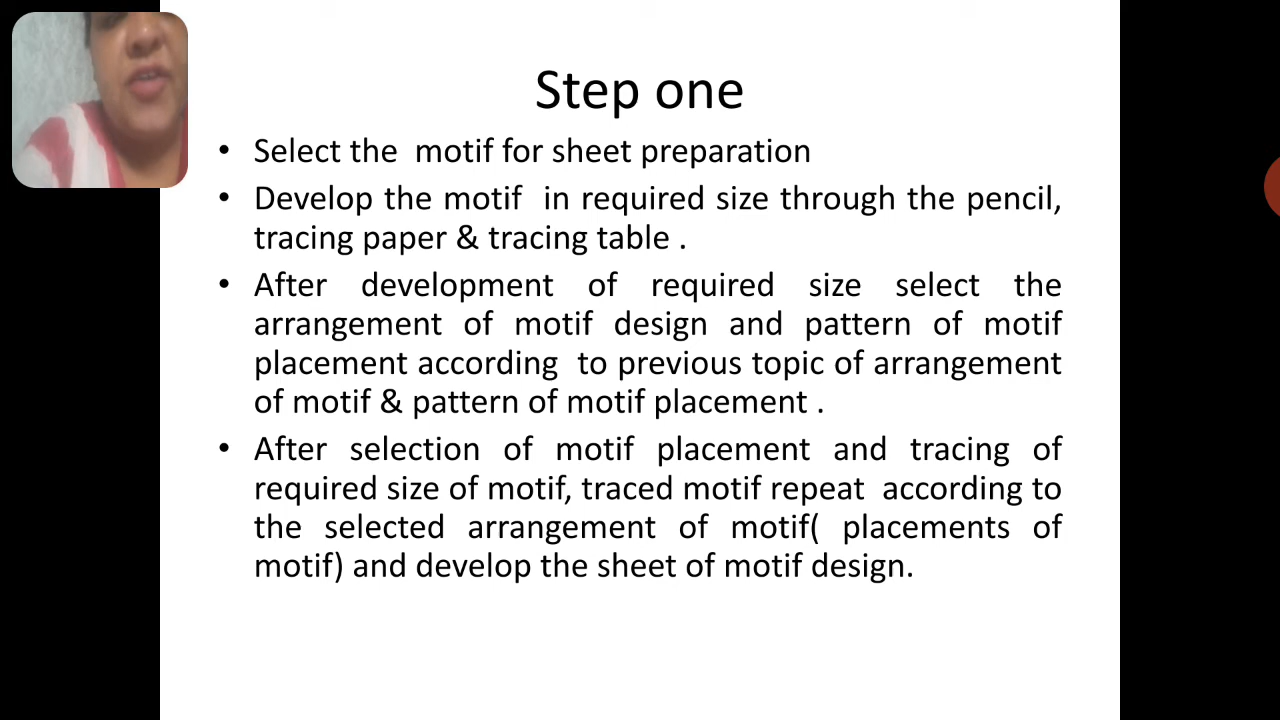 Step one
• Select the  motif for sheet preparation
• Develop the motif  in required size through the pencil,
tracing paper & tracing table .
• After development of required size select the
arrangement of motif design and pattern of motif
placement according  to previous topic of arrangement
of motif & pattern of motif placement .
• After selection of motif placement and tracing of
required size of motif, traced motif repeat  according to
the selected arrangement of motif( placements of
motif) and develop the sheet of motif design.